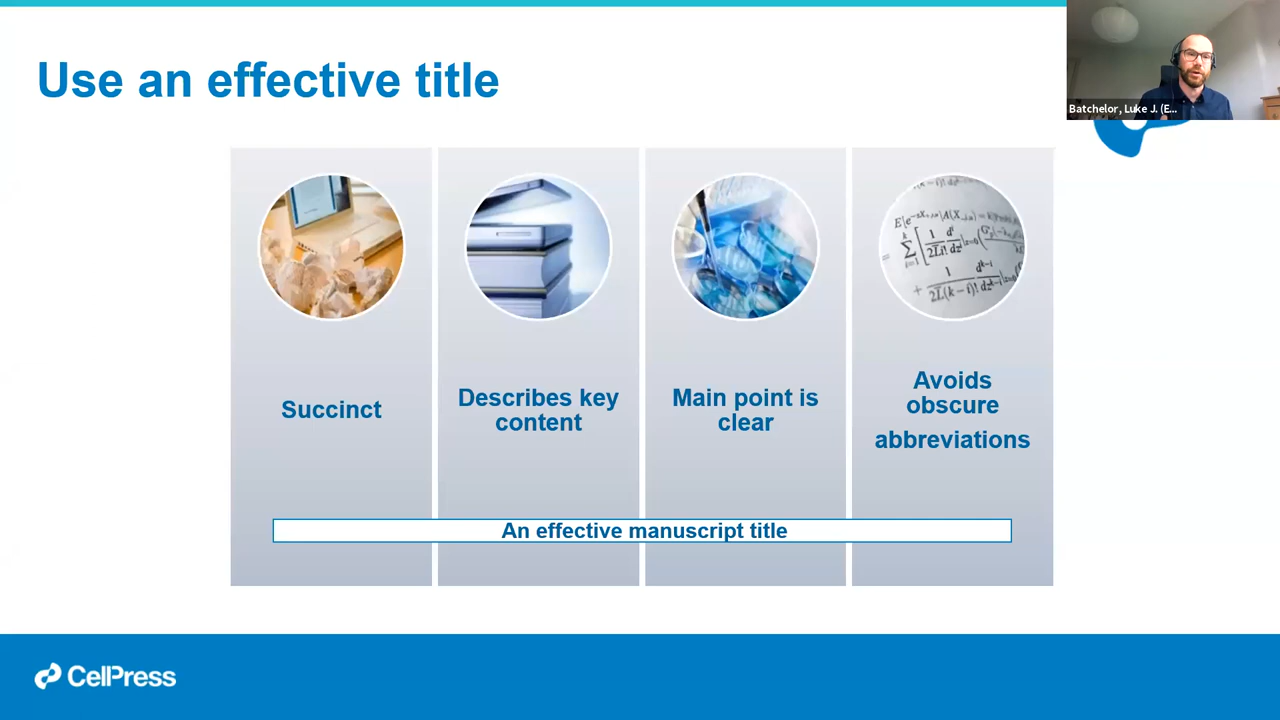 Use an effective title
Batchelor, Luke J. (E...
Succinct
Describes key
content
Main point is
clear
Avoids
obscure
abbreviations
An effective manuscript title
CellPress